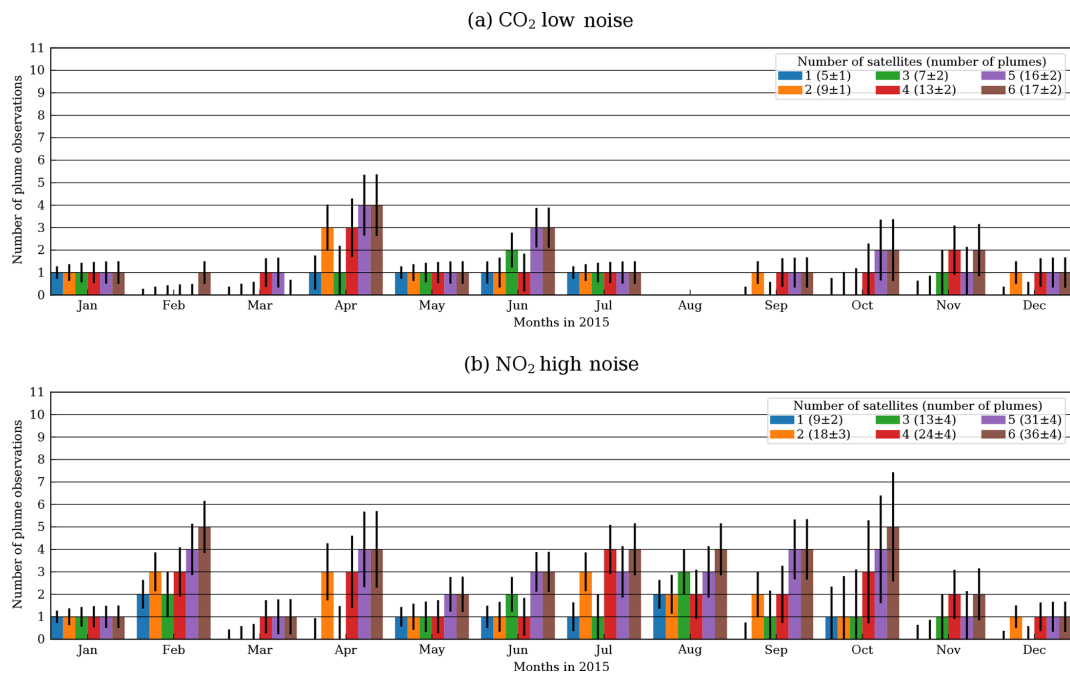 (a) CO₂ low noise
Number of plume observations
11
10
9
8
7
6
5
4
3
2
1
0
Number of satellites (number of plumes)
1 (5±1) 3 (7±2) 5 (16±2)
2 (9±1) 4 (13±2) 6 (17±2)
Jan Feb Mar Apr May Jun Jul Aug Sep Oct Nov Dec
Months in 2015
(b) NO₂ high noise
Number of plume observations
11
10
9
8
7
6
5
4
3
2
1
0
Number of satellites (number of plumes)
1 (9±2) 3 (13±4) 5 (31±4)
2 (18±3) 4 (24±4) 6 (36±4)
Jan Feb Mar Apr May Jun Jul Aug Sep Oct Nov Dec
Months in 2015